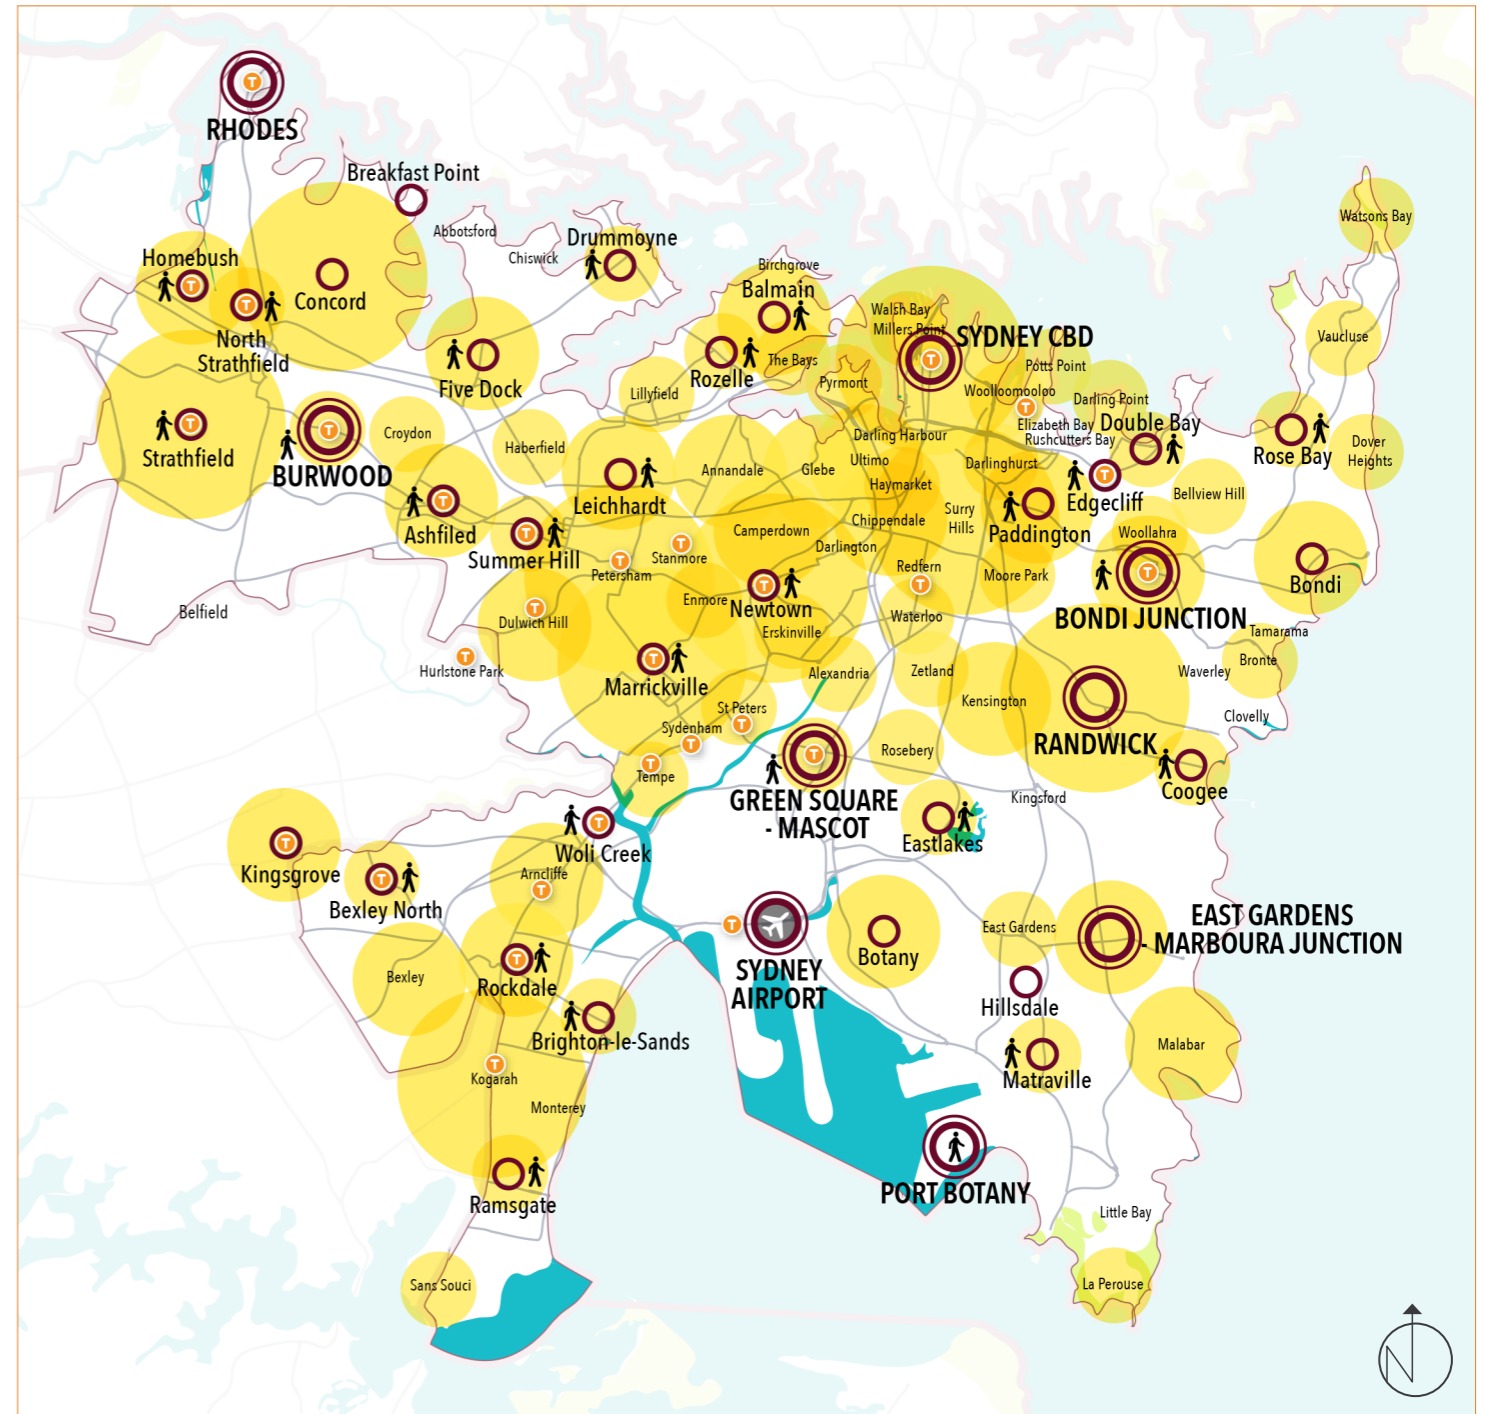 T
RHODES
Breakfast Point
Abbotsford
Chiswick
Drummoyne
Watsons Bay
Homebush
T
T
North
Strathfield
Concord
Birchgrove
Balmain
Walsh Bay
Millers Point
SYDNEY CBD
T
Vaucluse
Five Dock
Rozelle
The Bays
Pyrmont
Potts Point
Woolloomooloo
T
Lillyfield
Darling Point
Elizabeth Bay
Rushcutters Bay
Double Bay
T
Strathfield
T
BURWOOD
Croydon
Haberfield
Darling Harbour
Rose Bay
Dover
Heights
Leichhardt
Annandale
Glebe
Ultimo
Haymarket
Darlinghurst
T
Edgecliff
Bellview Hill
T
Ashfiled
T
Summer Hill
Camperdown
Chippendale
Surry
Hills
Paddington
Woollahra
T
Stanmore
T
Petersham
Darlington
Redfern
T
Moore Park
T
BONDI JUNCTION
Bondi
Belfield
T
Dulwich Hill
Enmore
T
Newtown
Erskinville
Waterloo
Tamarama
Bronte
Waverley
T
Hurlstone Park
T
Marrickville
Alexandria
Zetland
Kensington
RANDWICK
Clovelly
St Peters
T
Sydenham
T
T
Tempe
T
GREEN SQUARE
- MASCOT
Rosebery
Coogee
Kingsford
Eastlakes
T
Woli Creek
T
Kingsgrove
T
Bexley North
Arncliffe
T
T
SYDNEY
AIRPORT
Botany
East Gardens
EAST GARDENS
- MARBOURA JUNCTION
Bexley
T
Rockdale
Hillsdale
Brighton-le-Sands
Matraville
Malabar
T
Kogarah
Monterey
Ramsgate
PORT BOTANY
Little Bay
Sans Souci
La Perouse
N